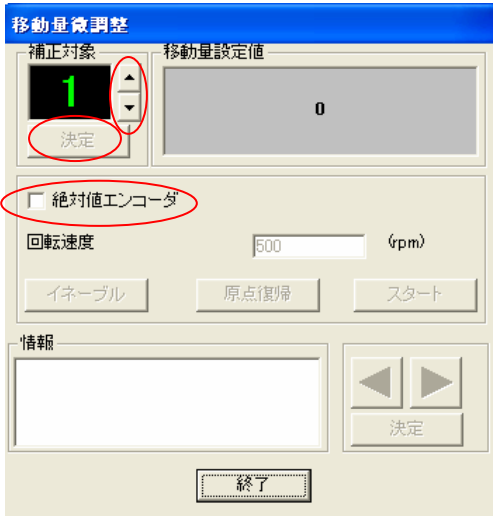 移動量微調整
補正対象
移動量設定値
1
0
決定
絶対値エンコーダ
回転速度 500 (rpm)
イネーブル 原点復帰 スタート
情報
決定
終了